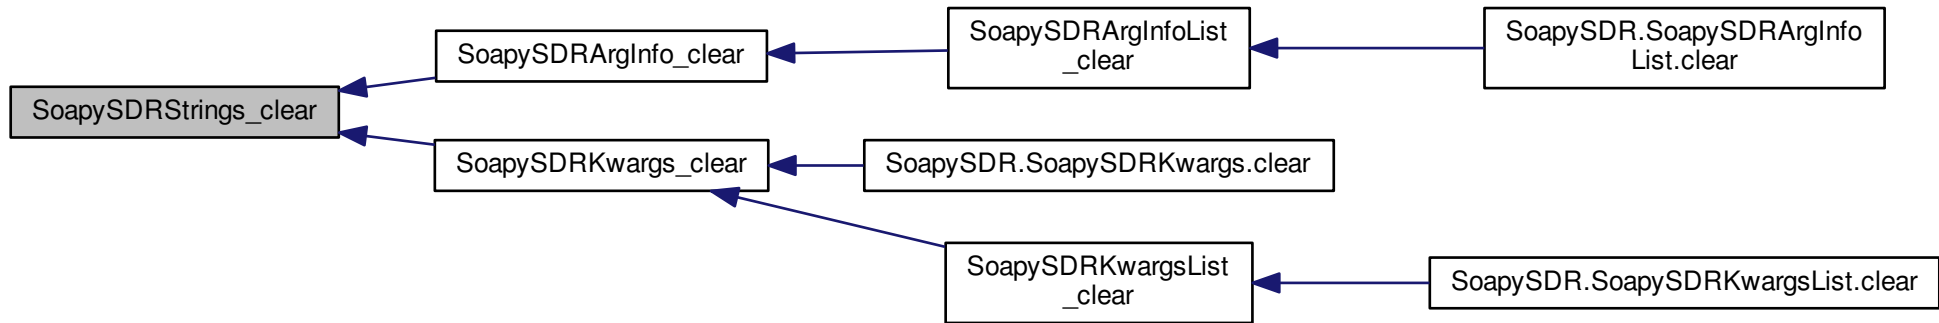 SoapySDRStrings_clear
SoapySDRArgInfo_clear
SoapySDRArgInfoList
_clear
SoapySDR.SoapySDRArgInfo
List.clear
SoapySDRKwargs_clear
SoapySDR.SoapySDRKwargs.clear
SoapySDRKwargsList
_clear
SoapySDR.SoapySDRKwargsList.clear